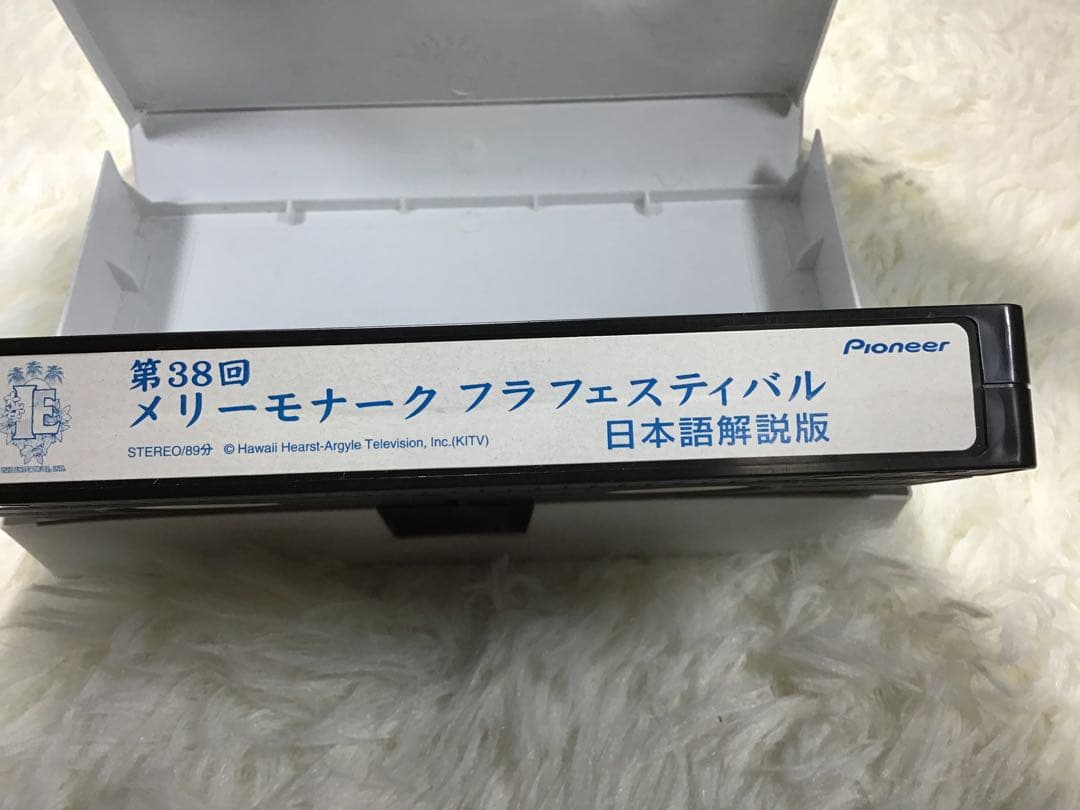 第38回
メリーモナーク フラ フェスティバル
日本語解説版
STEREO/89分 © Hawaii Hearst-Argyle Television, Inc.(KITV)
Pioneer
IE